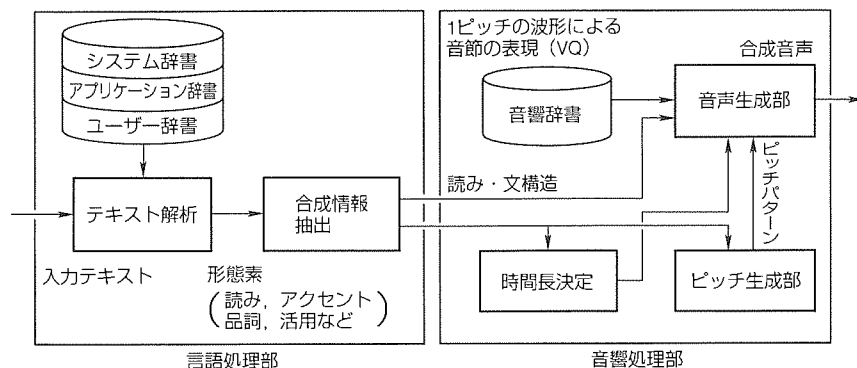 システム辞書
アプリケーション辞書
ユーザー辞書
テキスト解析
合成情報
抽出
入力テキスト
形態素
(読み，アクセント
品詞，活用など)
言語処理部
1ピッチの波形による
音節の表現（VQ）
合成音声
音響辞書
音声生成部
読み・文構造
ピッチパターン
時間長決定
ピッチ生成部
音響処理部